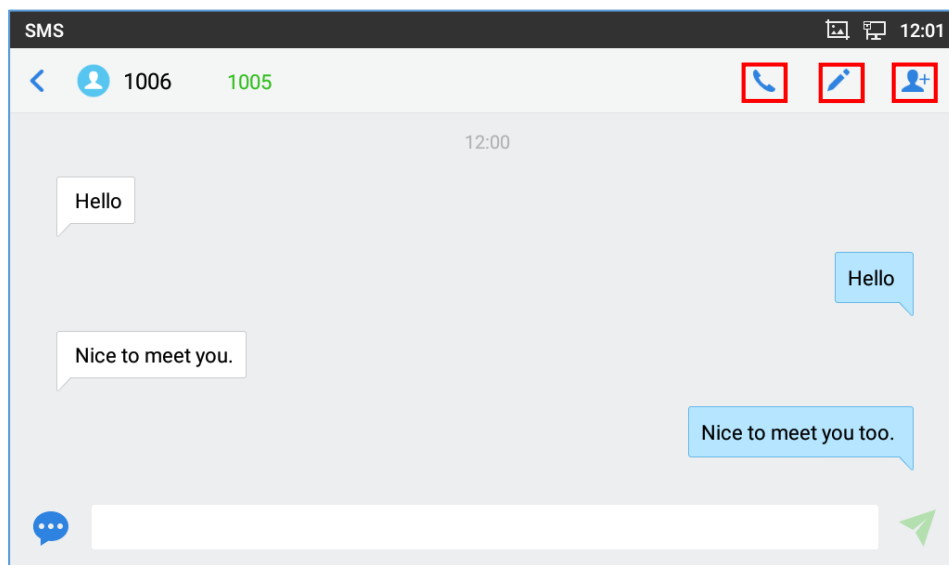 SMS 12:01
1006 1005
12:00
Hello
Hello
Nice to meet you.
Nice to meet you too.